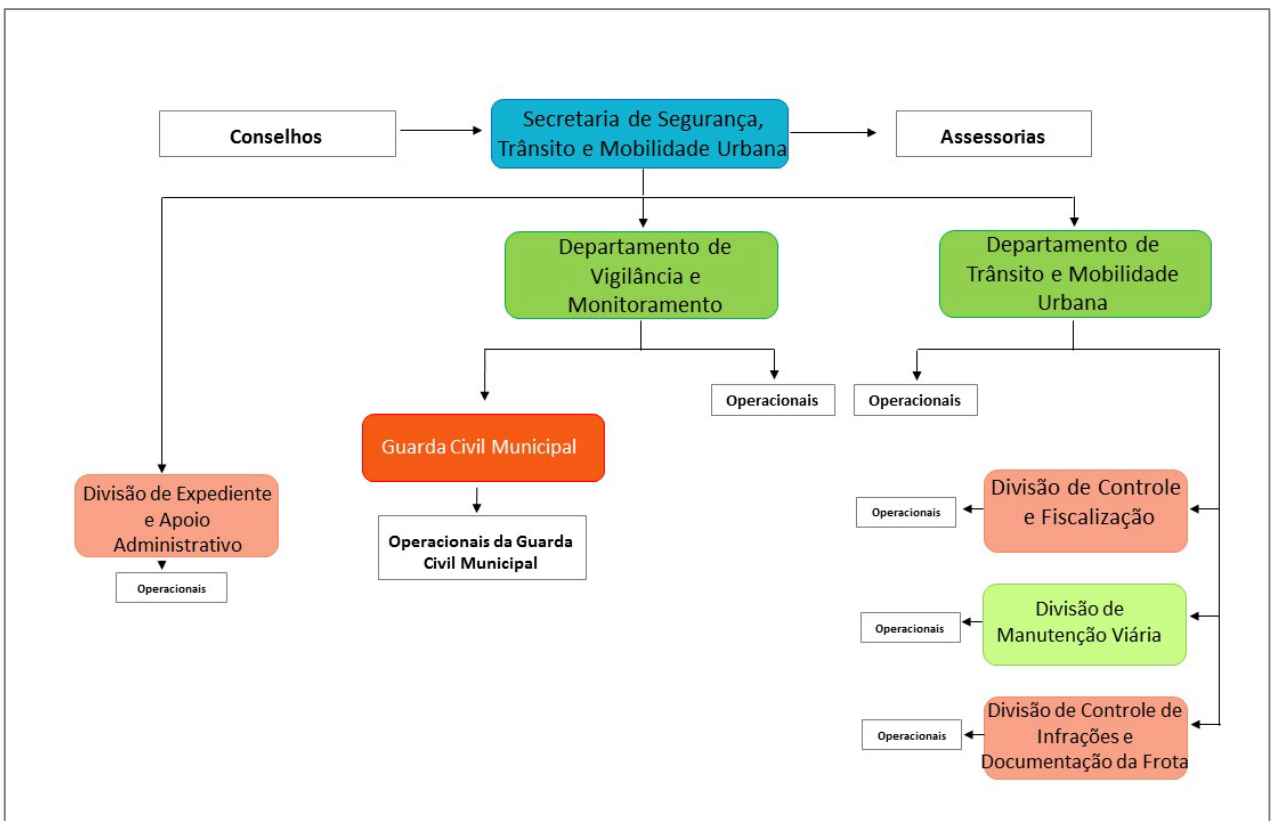 Conselhos
Secretaria de Segurança,
Trânsito e Mobilidade Urbana
Assessorias
Departamento de
Vigilância e
Monitoramento
Departamento de
Trânsito e Mobilidade
Urbana
Operacionais
Operacionais
Guarda Civil Municipal
Operacionais da Guarda
Civil Municipal
Divisão de Expediente
e Apoio
Administrativo
Operacionais
Divisão de Controle
e Fiscalização
Operacionais
Divisão de
Manutenção Viária
Operacionais
Divisão de Controle de
Infrações e
Documentação da Frota
Operacionais